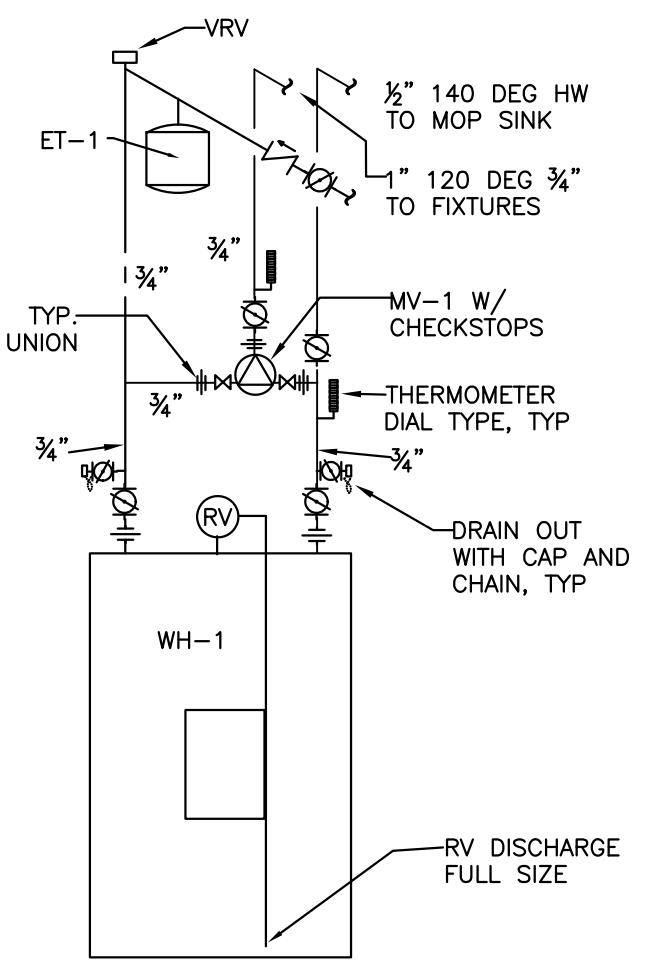 VRV
½” 140 DEG HW
TO MOP SINK
ET-1
1” 120 DEG ¾”
TO FIXTURES
¾”
¾”
MV-1 W/
CHECKSTOPS
TYP.
UNION
¾”
THERMOMETER
DIAL TYPE, TYP
¾”
¾”
RV
DRAIN OUT
WITH CAP AND
CHAIN, TYP
WH-1
RV DISCHARGE
FULL SIZE